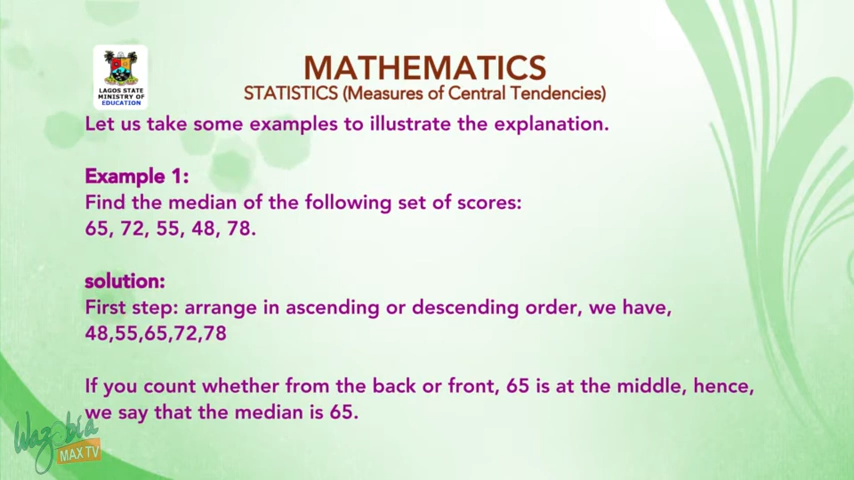 MATHEMATICS
STATISTICS (Measures of Central Tendencies)
LAGOS STATE
MINISTRY OF
EDUCATION
Let us take some examples to illustrate the explanation.
Example 1:
Find the median of the following set of scores:
65, 72, 55, 48, 78.
solution:
First step: arrange in ascending or descending order, we have,
48,55,65,72,78
If you count whether from the back or front, 65 is at the middle, hence,
we say that the median is 65.
Wazobia
MAX TV